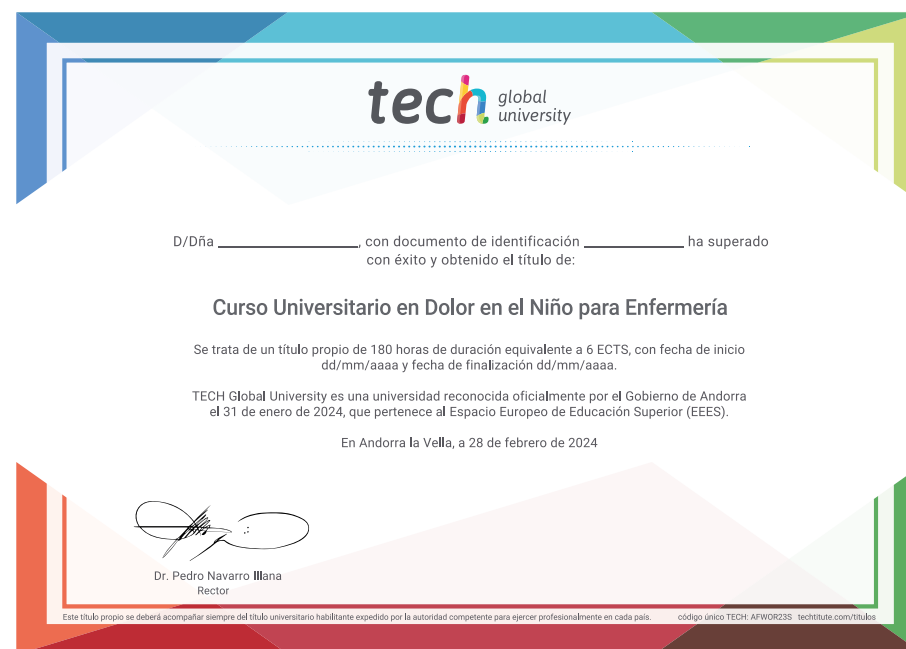 tech global university
D/Dña ____________________, con documento de identificación ______________ ha superado
con éxito y obtenido el título de:
Curso Universitario en Dolor en el Niño para Enfermería
Se trata de un título propio de 180 horas de duración equivalente a 6 ECTS, con fecha de inicio
dd/mm/aaaa y fecha de finalización dd/mm/aaaa.
TECH Global University es una universidad reconocida oficialmente por el Gobierno de Andorra
el 31 de enero de 2024, que pertenece al Espacio Europeo de Educación Superior (EEES).
En Andorra la Vella, a 28 de febrero de 2024
Dr. Pedro Navarro Illana
Rector
Este título propio se deberá acompañar siempre del título universitario habilitante expedido por la autoridad competente para ejercer profesionalmente en cada país. código único TECH: AFWOR23S techtitute.com/titulos